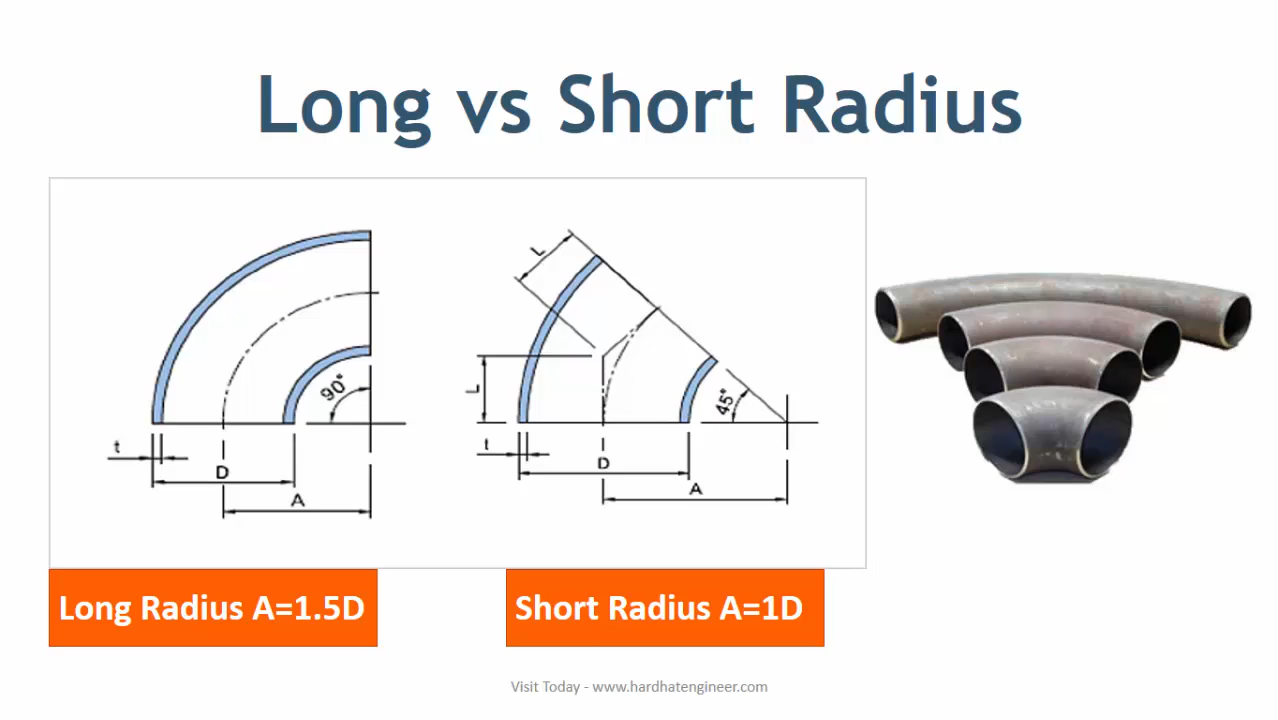 Long vs Short Radius
90°
t
D
A
L
L
45°
t
D
A
Long Radius A=1.5D
Short Radius A=1D
Visit Today - www.hardhatengineer.com